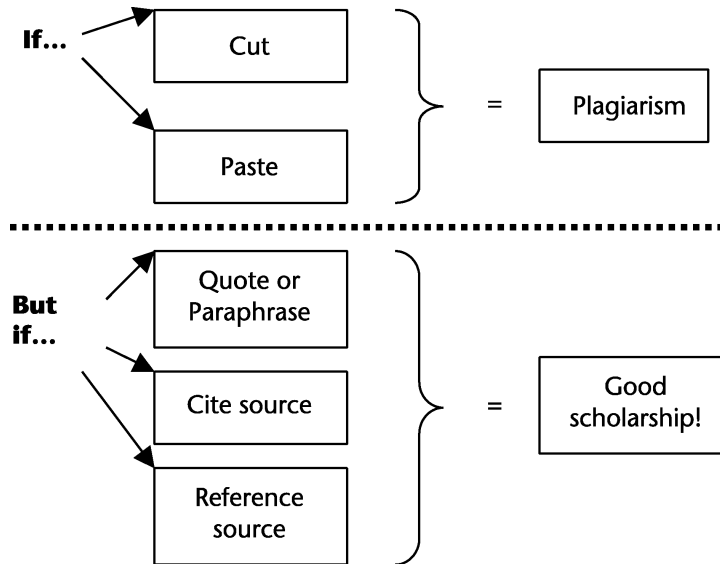 If...
Cut
Paste
=
Plagiarism
But
if...
Quote or
Paraphrase
Cite source
Reference
source
=
Good
scholarship!